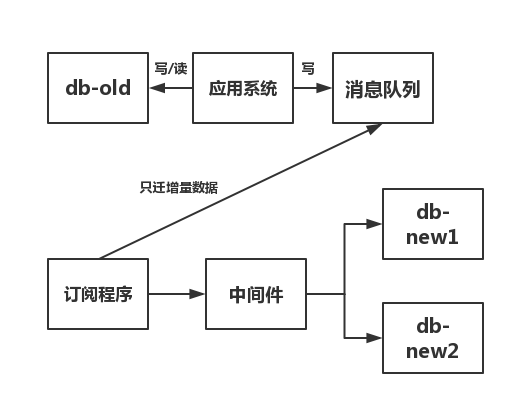 db-old
写/读
应用系统
写
消息队列
只迁增量数据
db-
new1
订阅程序
中间件
db-
new2